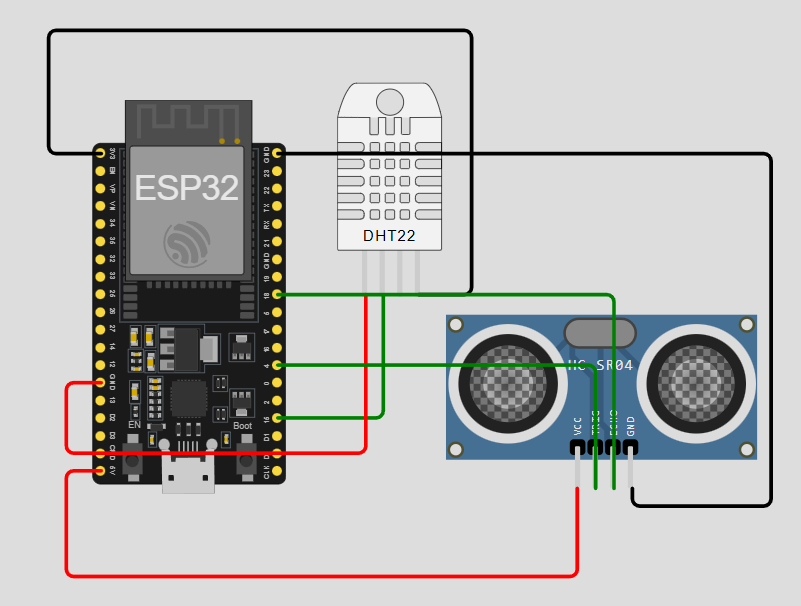 ESP32
3V3
EN
VP
VN
34
35
32
33
25
26
27
14
12
GND
13
D2
D3
CMD
5V
GND
23
22
TX
RX
21
GND
19
18
5
17
16
4
0
2
15
D1
CLK
EN
Boot
DHT22
HC-SR04
VCC
TRIG
ECHO
GND